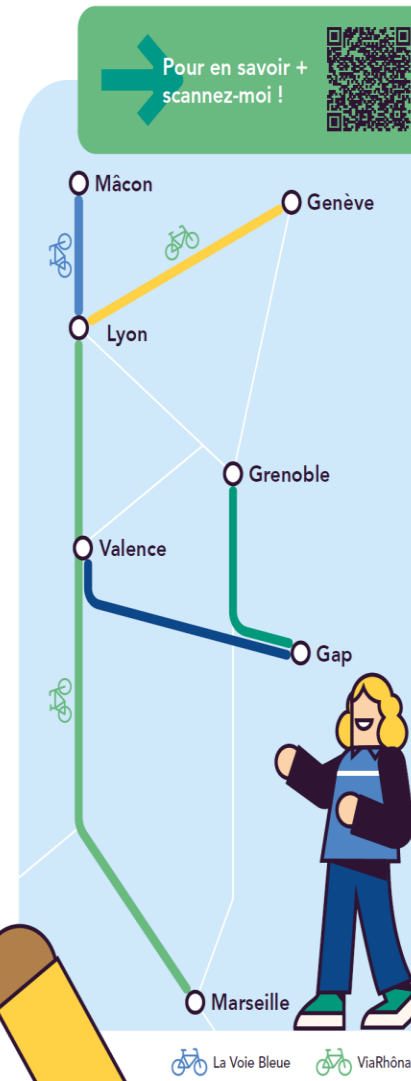 Pour en savoir +
scannez-moi !
Mâcon
Genève
Lyon
Grenoble
Valence
Gap
Marseille
La Voie Bleue
ViaRhôna